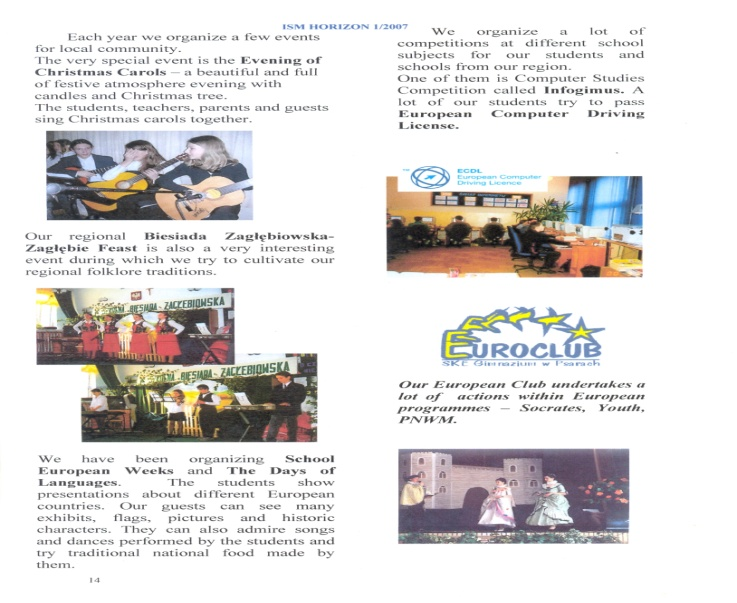 ISM HORIZON 1/2007
Each year we organize a few events
for local community.
The very special event is the Evening of
Christmas Carols – a beautiful and full
of festive atmosphere evening with
candles and Christmas tree.
The students, teachers, parents and guests
sing Christmas carols together.
Our regional Biesiada Zagłębiowska-
Zagłębie Feast is also a very interesting
event during which we try to cultivate our
regional folklore traditions.
BIESIADA - ZAGŁĘBIOWSKA
BIESIADA - ZAGŁĘBIOWSKA
We have been organizing School
European Weeks and The Days of
Languages. The students show
presentations about different European
countries. Our guests can see many
exhibits, flags, pictures and historic
characters. They can also admire songs
and dances performed by the students and
try traditional national food made by
them.
14
We organize a lot of
competitions at different school
subjects for our students and
schools from our region.
One of them is Computer Studies
Competition called Infogimus. A
lot of our students try to pass
European Computer Driving
License.
ECDL
European Computer
Driving Licence
EUROCLUB
SKE Gimnazjum w Psarach
Our European Club undertakes a
lot of actions within European
programmes – Socrates, Youth,
PNWM.